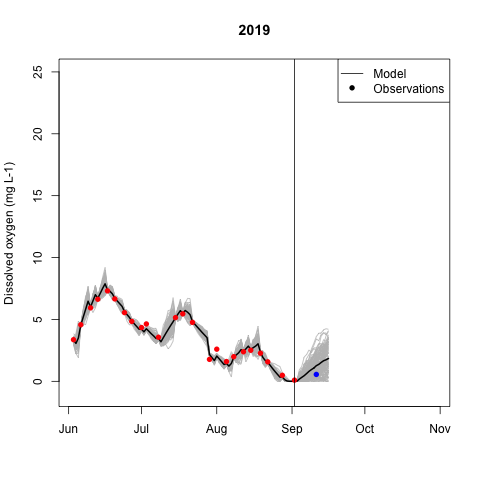 2019
Model
Observations
Dissolved oxygen (mg L-1)
25
20
15
10
5
0
Jun Jul Aug Sep Oct Nov